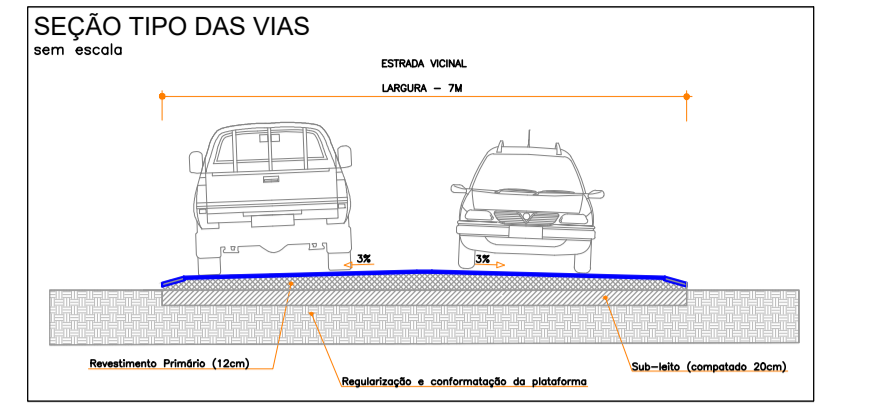 SEÇÃO TIPO DAS VIAS
sem escala
ESTRADA VICINAL
LARGURA - 7M
3%
3%
Revestimento Primário (12cm)
Sub-leito (compatado 20cm)
Regularização e conformatação da plataforma